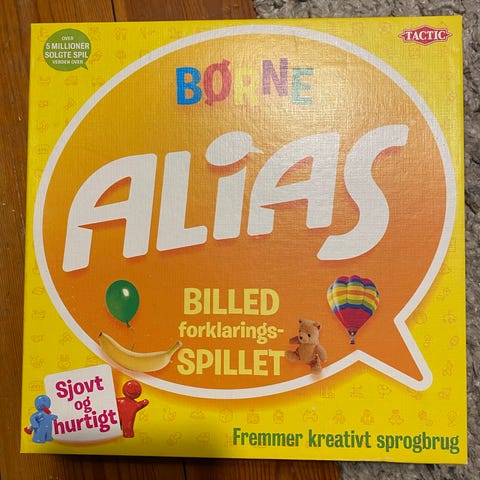 OVER
5 MILLIONER
SOLGTE SPIL
VERDEN OVER
TACTIC
BØRNE
ALiAS
BILLED
forklarings-
SPILLET
Sjovt
og
hurtigt
Fremmer kreativt sprogbrug